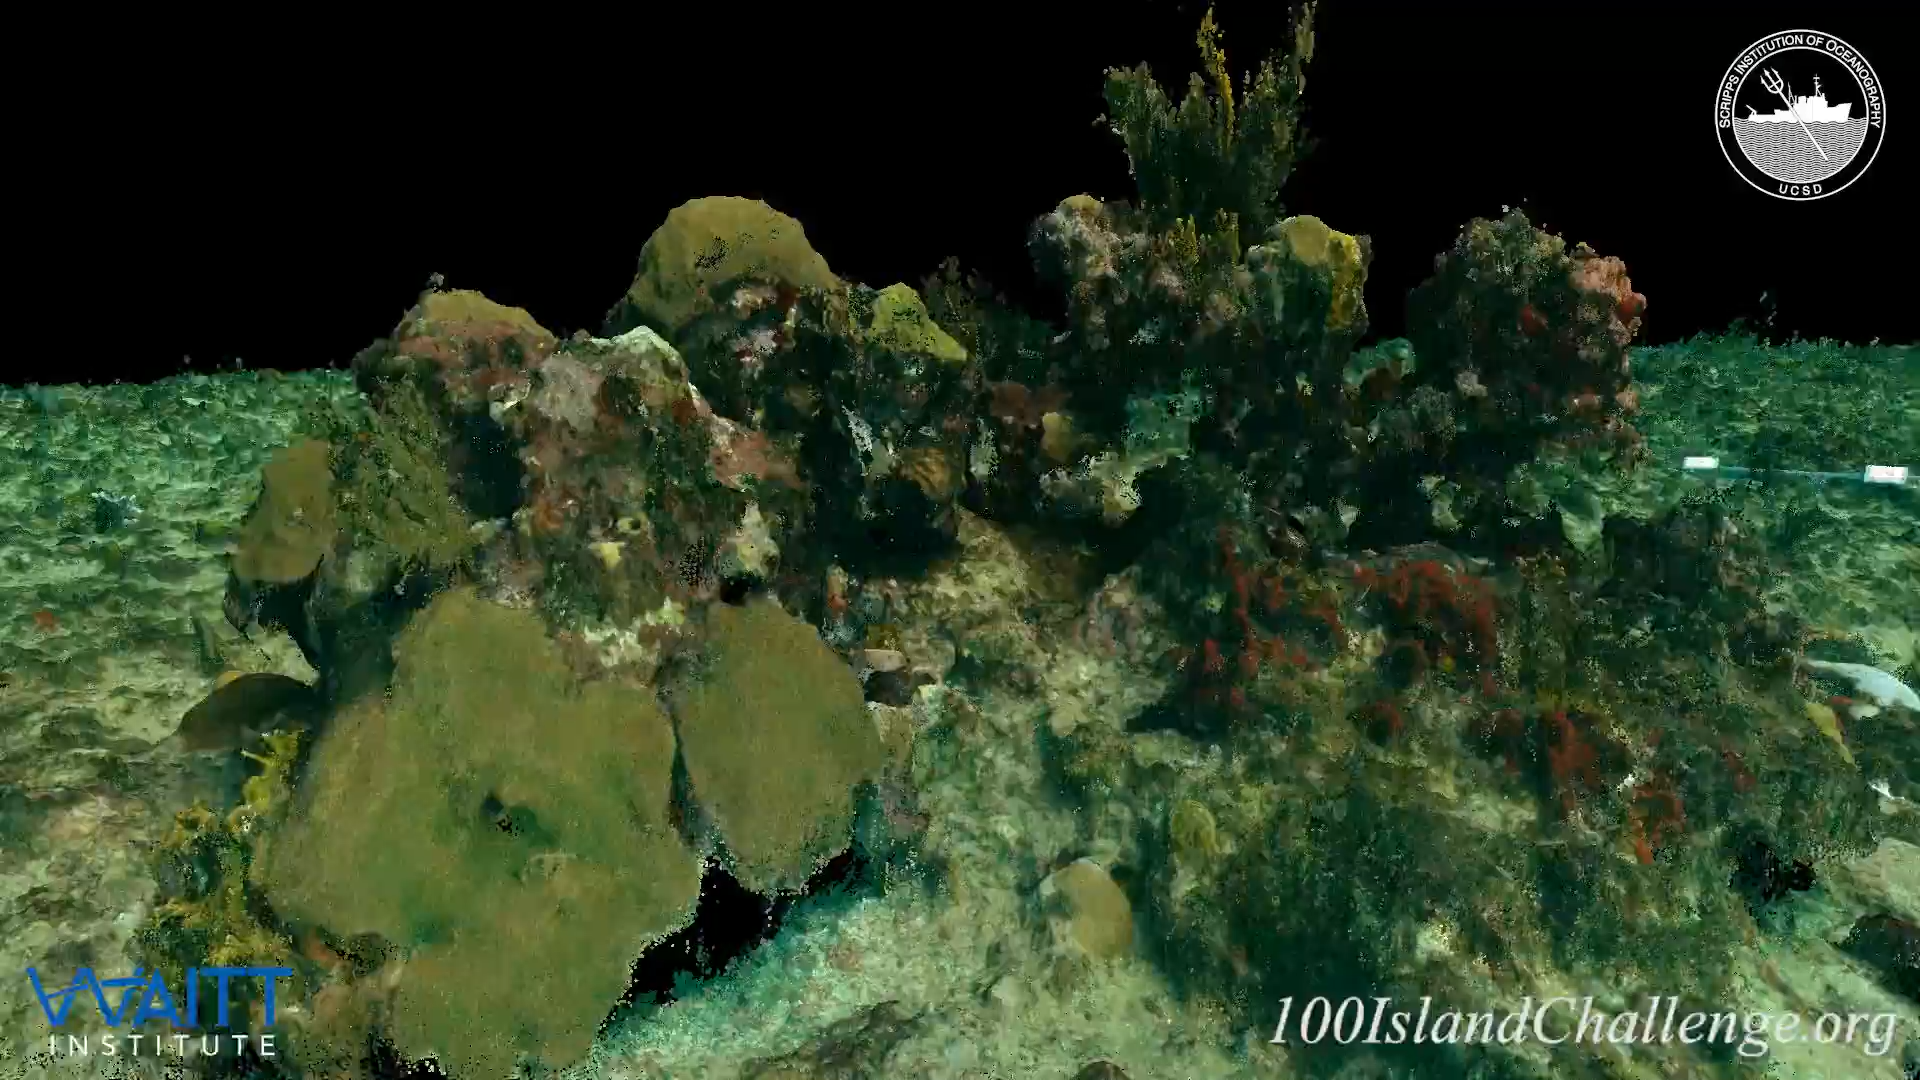 SCRIPPS INSTITUTION OF OCEANOGRAPHY
UCSD
WAITT
INSTITUTE
100IslandChallenge.org